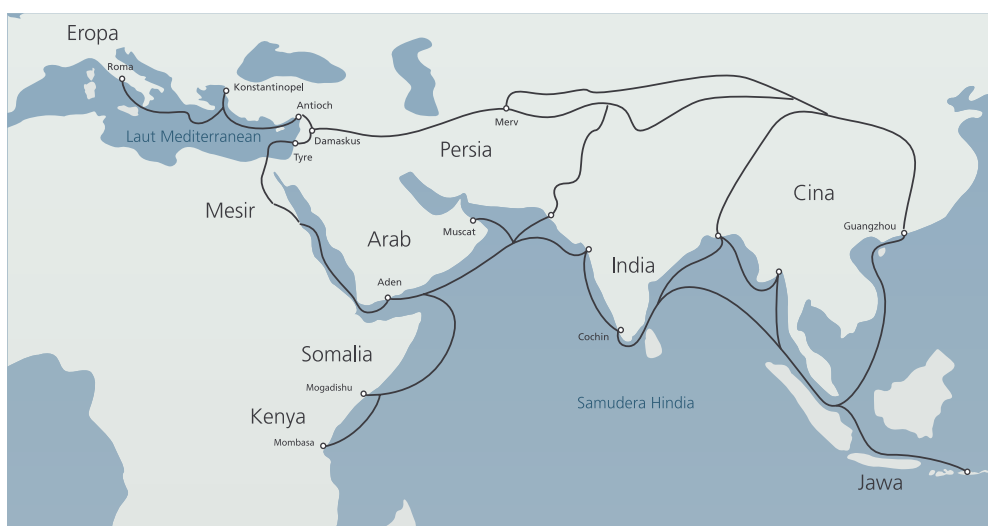 Eropa
Roma
Konstantinopel
Antioch
Laut Mediterranean
Damaskus
Merv
Tyre
Persia
Cina
Mesir
Muscat
Guangzhou
Arab
India
Aden
Cochin
Somalia
Mogadishu
Samudera Hindia
Kenya
Mombasa
Jawa